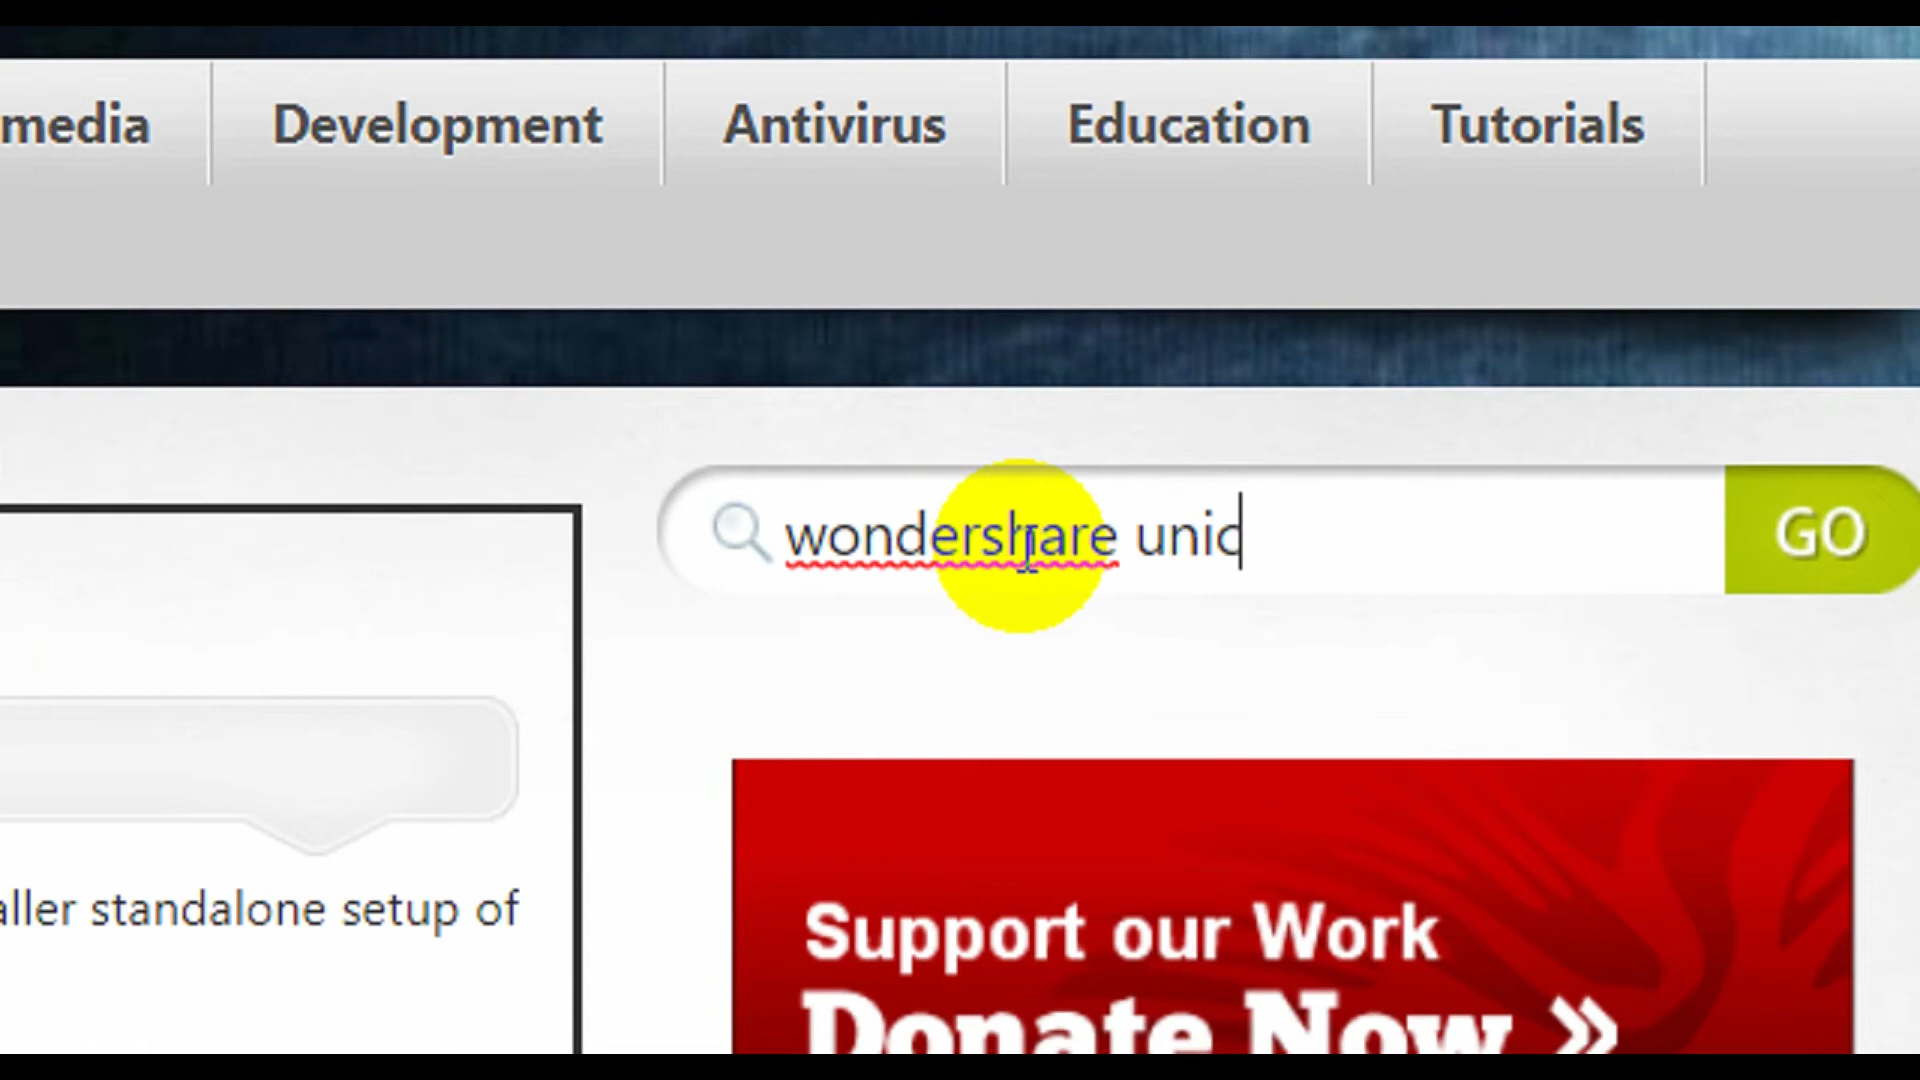 media Development Antivirus Education Tutorials
wondershare unic GO
aller standalone setup of
Support our Work
Donate Now »